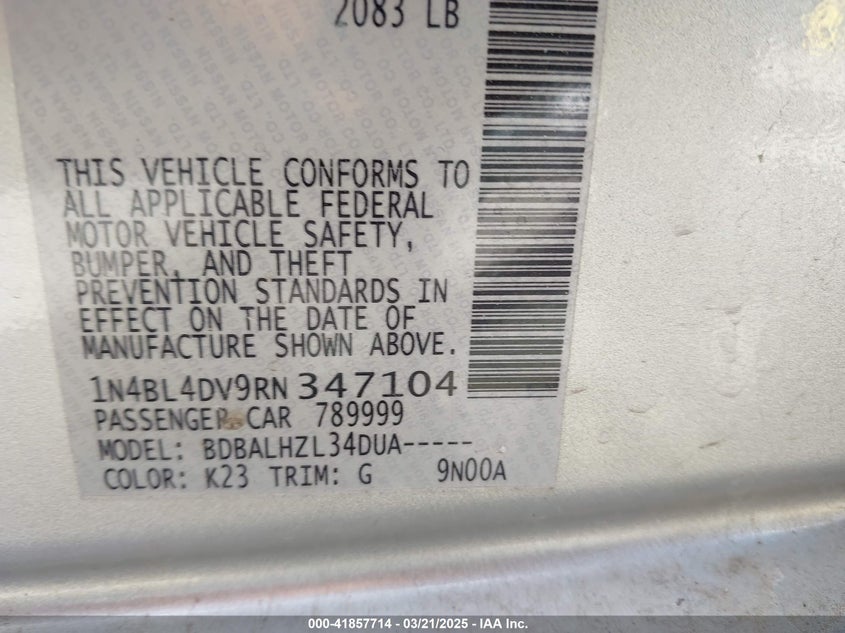 2083 LB
THIS VEHICLE CONFORMS TO
ALL APPLICABLE FEDERAL
MOTOR VEHICLE SAFETY,
BUMPER, AND THEFT
PREVENTION STANDARDS IN
EFFECT ON THE DATE OF
MANUFACTURE SHOWN ABOVE.
1N4BL4DV9RN347104
PASSENGER CAR 789999
MODEL: BDBALHZL34DUA-----
COLOR: K23 TRIM: G 9N00A
000-41857714 - 03/21/2025 - IAA Inc.